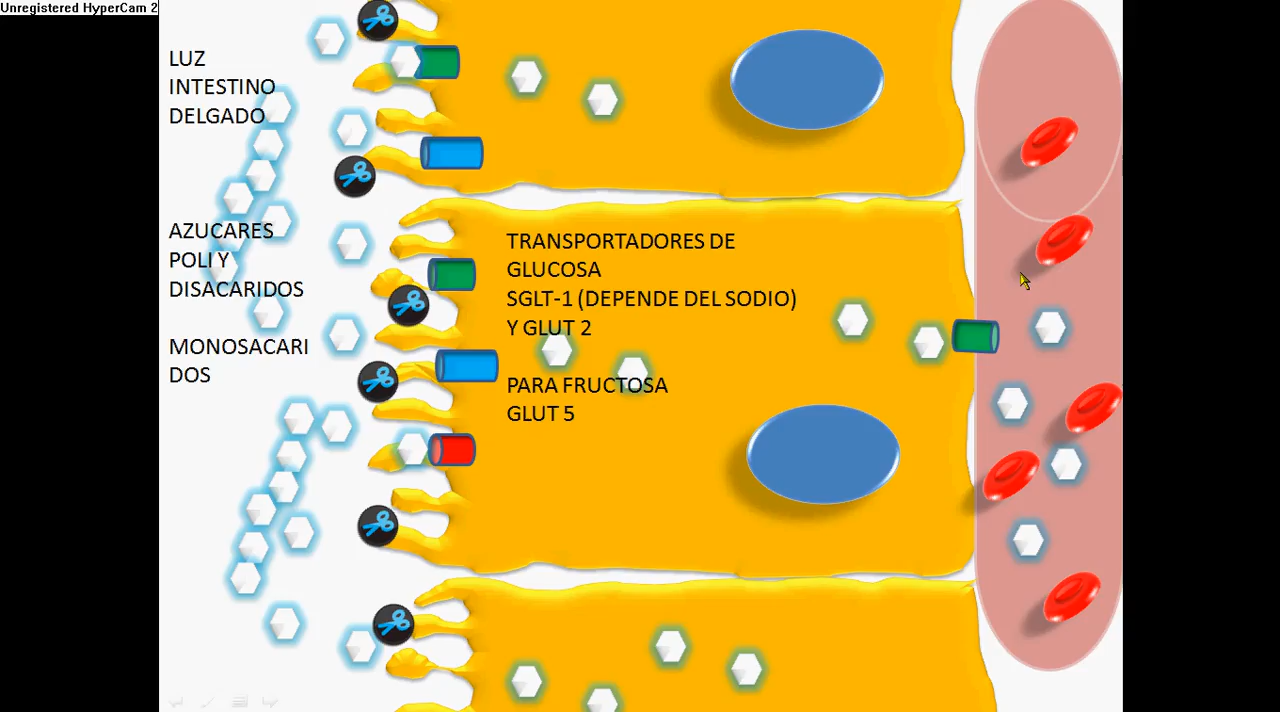 Unregistered HyperCam 2
LUZ
INTESTINO
DELGADO
AZUCARES
POLI Y
DISACARIDOS
MONOSACARI
DOS
TRANSPORTADORES DE
GLUCOSA
SGLT-1 (DEPENDE DEL SODIO)
Y GLUT 2
PARA FRUCTOSA
GLUT 5